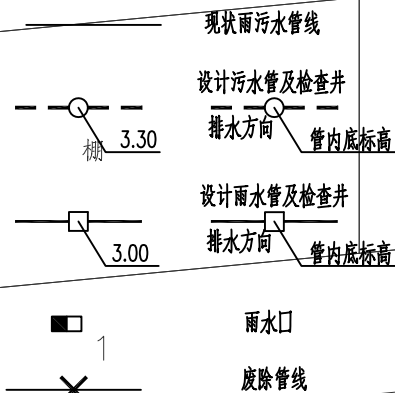 现状雨污水管线
设计污水管及检查井
棚 3.30 排水方向 管内底标高
设计雨水管及检查井
3.00 排水方向 管内底标高
雨水口
1
废除管线